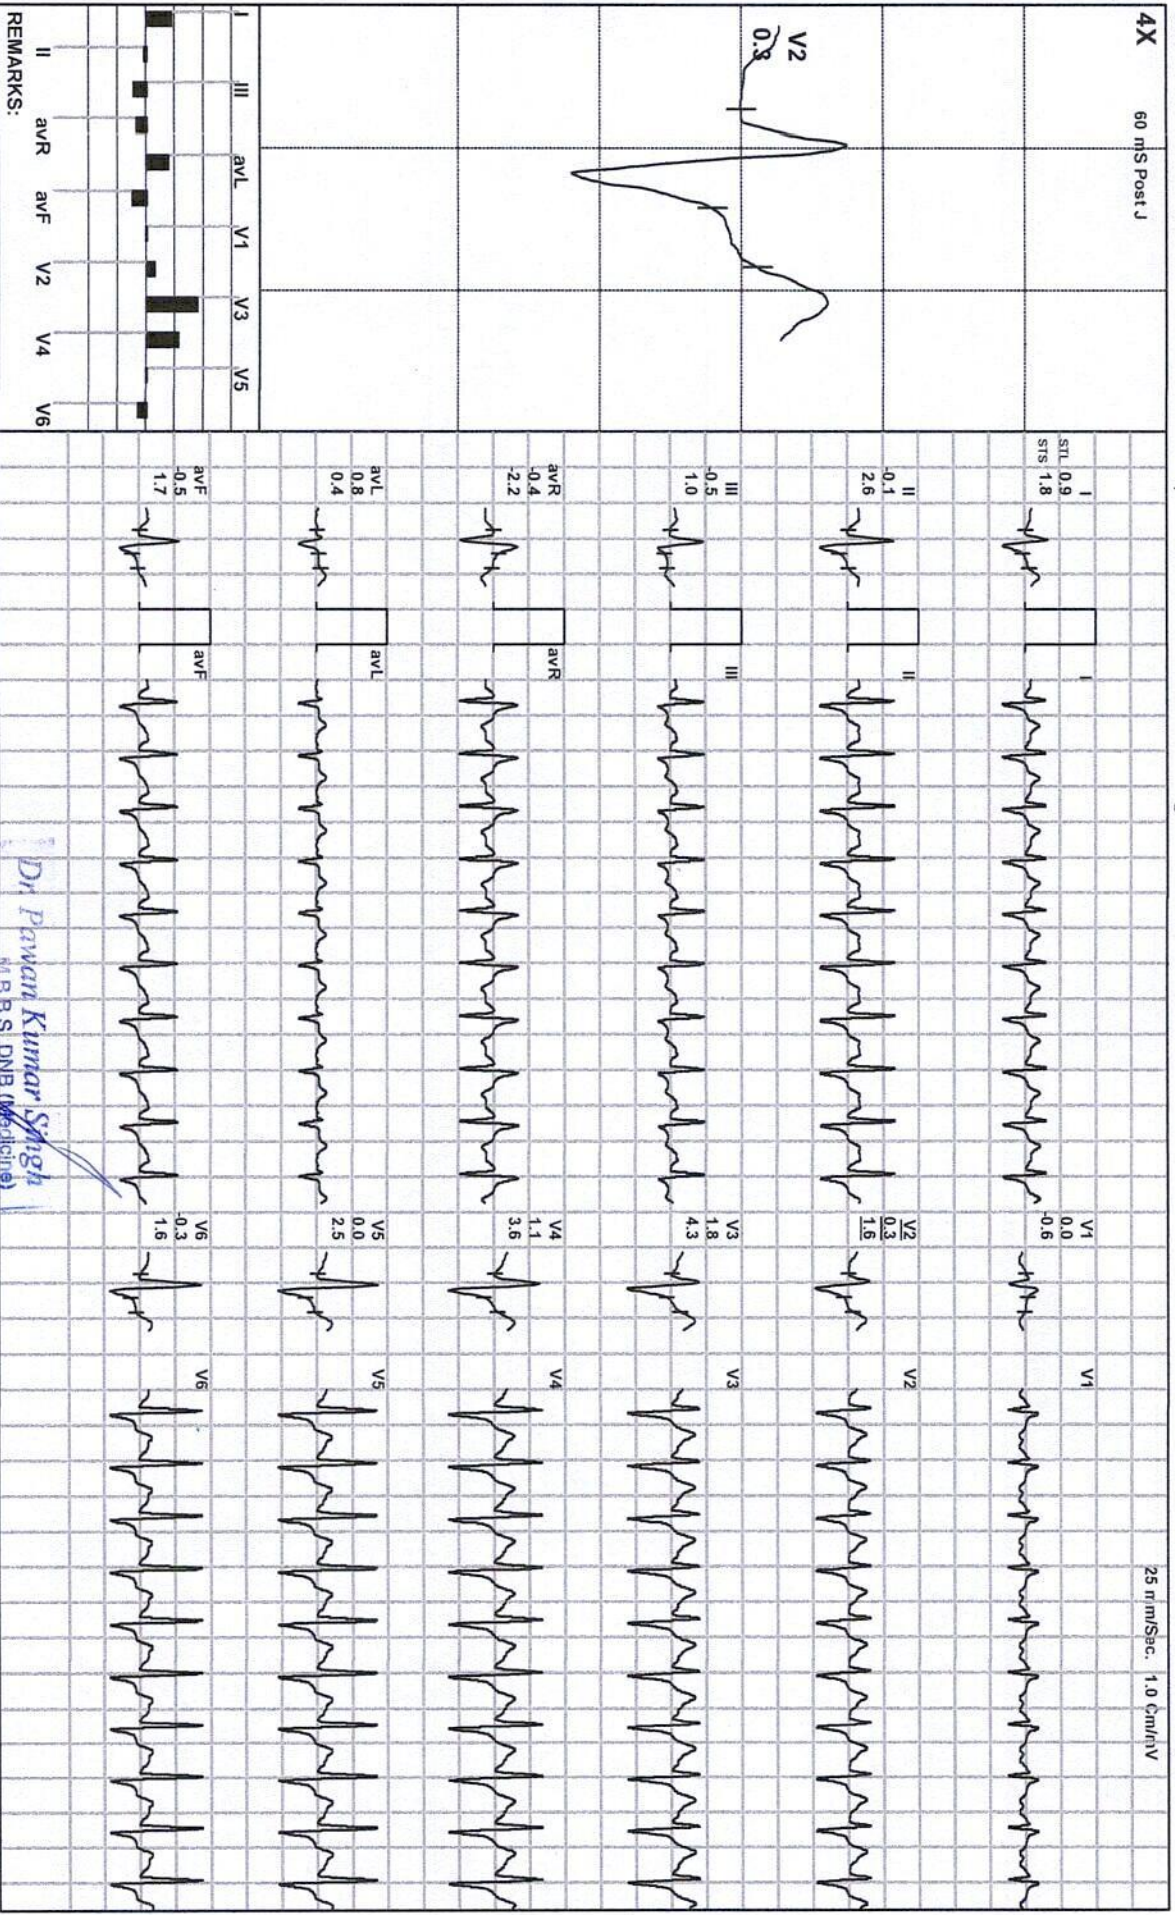 4X
60 mS Post J
25 mm/Sec. 1.0 Cm/mV
V2
0.3
I
STL 0.9
STS 1.8
I
V1
0.0
-0.6
V1
II
-0.1
2.6
II
V2
0.3
1.6
V2
III
-0.5
1.0
III
V3
1.8
4.3
V3
avR
-0.4
-2.2
avR
V4
1.1
3.6
V4
avL
0.8
0.4
avL
V5
0.0
2.5
V5
avF
-0.5
1.7
avF
V6
-0.3
1.6
V6
I III avL V1 V3 V5
II avR avF V2 V4 V6
REMARKS:
Dr. Pawan Kumar Singh
M.B.B.S. DNB (Medicine)